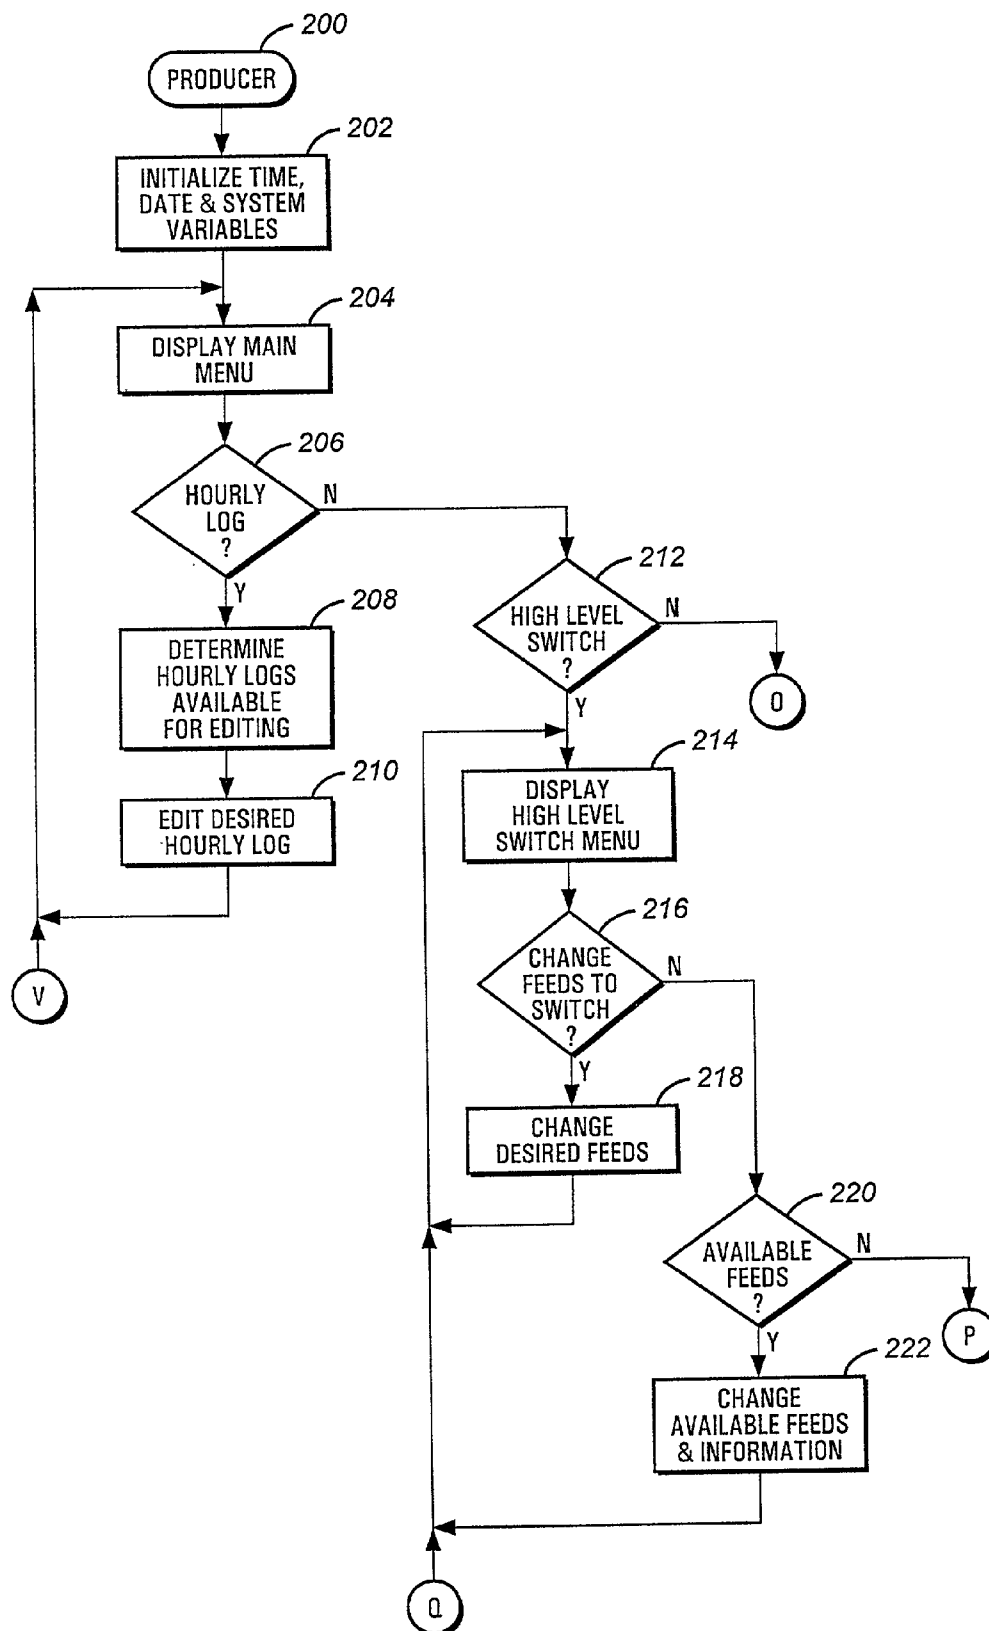 200
PRODUCER
202
INITIALIZE TIME,
DATE & SYSTEM
VARIABLES
204
DISPLAY MAIN
MENU
206
HOURLY
LOG
?
N
Y
208
DETERMINE
HOURLY LOGS
AVAILABLE
FOR EDITING
210
EDIT DESIRED
HOURLY LOG
V
212
HIGH LEVEL
SWITCH
?
N
Y
O
214
DISPLAY
HIGH LEVEL
SWITCH MENU
216
CHANGE
FEEDS TO
SWITCH
?
N
Y
218
CHANGE
DESIRED FEEDS
220
AVAILABLE
FEEDS
?
N
Y
P
222
CHANGE
AVAILABLE FEEDS
& INFORMATION
Q